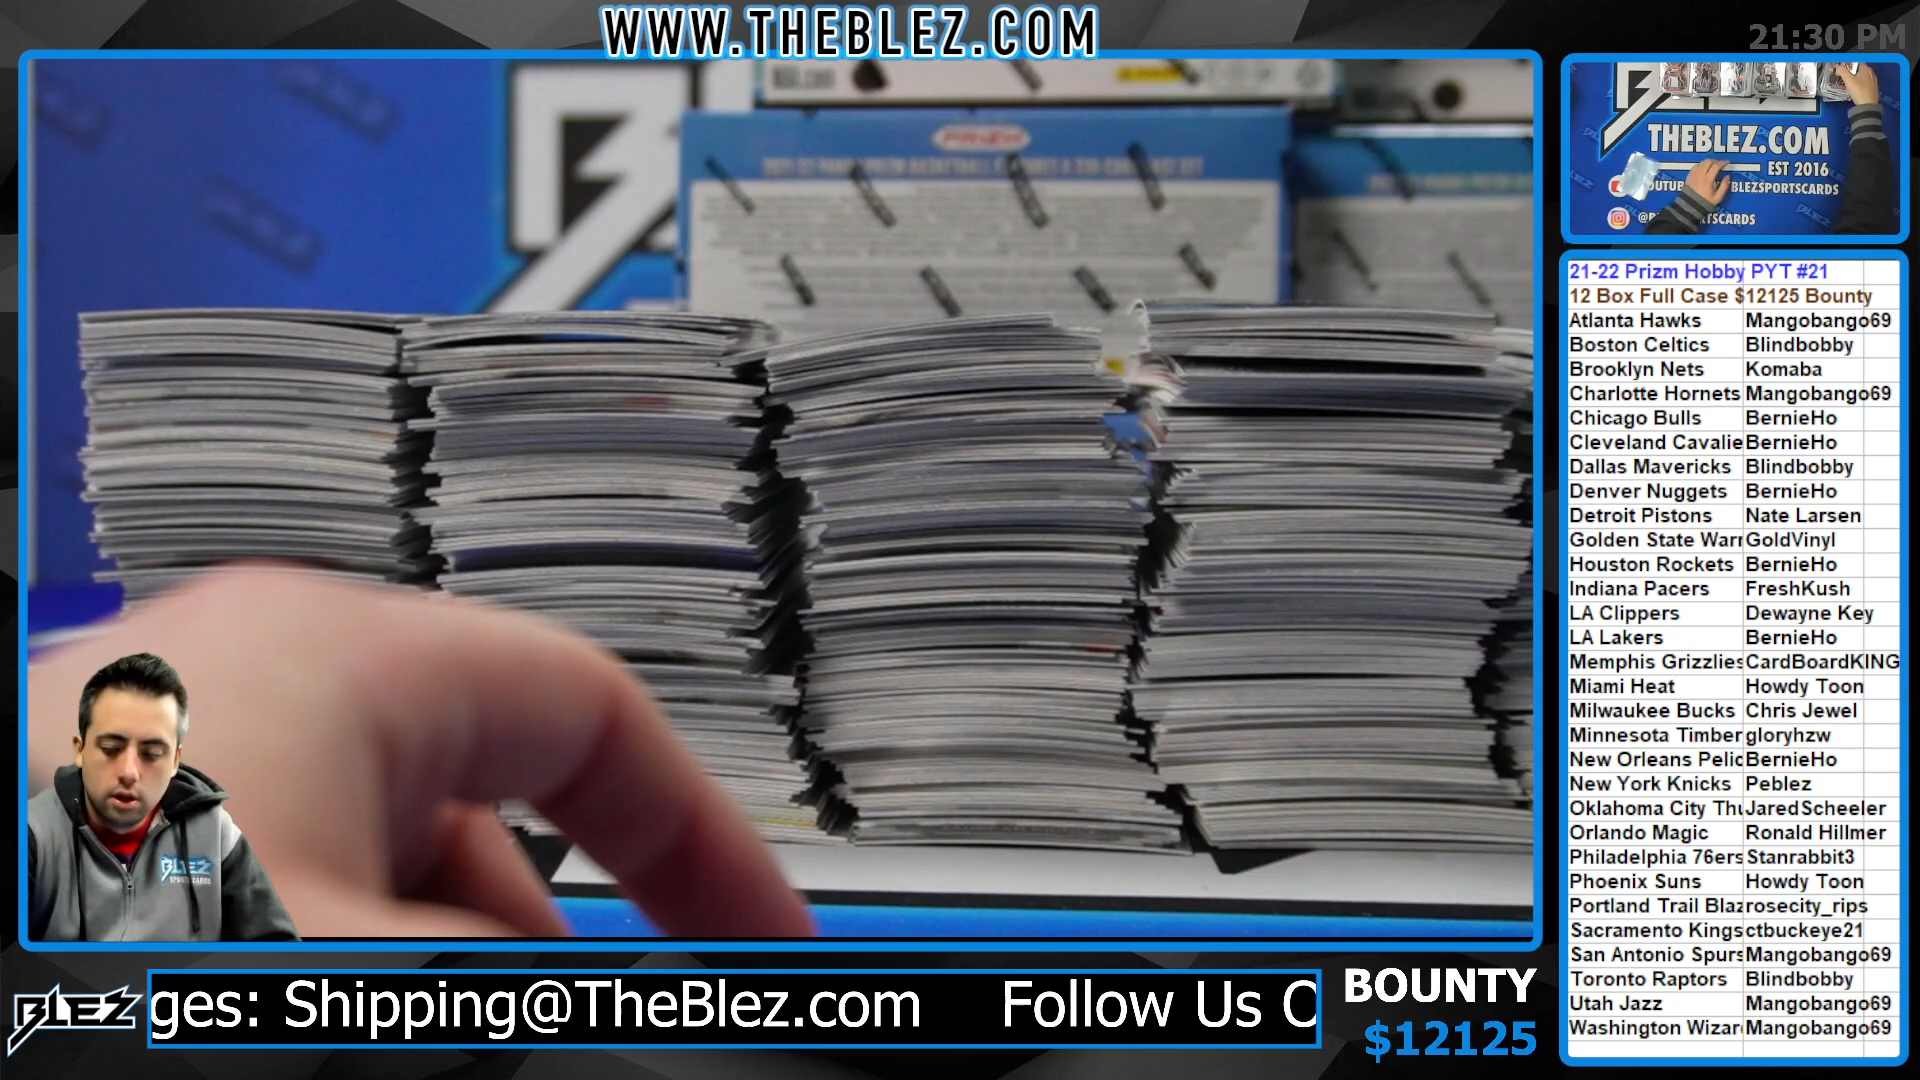 WWW.THEBLEZ.COM
21:30 PM
PRIZM
THEBLEZ.COM
EST 2016
BLEZSPORTSCARDS
21-22 Prizm Hobby PYT #21
12 Box Full Case $12125 Bounty
Atlanta Hawks Mangobango69
Boston Celtics Blindbobby
Brooklyn Nets Komaba
Charlotte Hornets Mangobango69
Chicago Bulls BernieHo
Cleveland Cavalie BernieHo
Dallas Mavericks Blindbobby
Denver Nuggets BernieHo
Detroit Pistons Nate Larsen
Golden State Warr GoldVinyl
Houston Rockets BernieHo
Indiana Pacers FreshKush
LA Clippers Dewayne Key
LA Lakers BernieHo
Memphis Grizzlies CardBoardKING
Miami Heat Howdy Toon
Milwaukee Bucks Chris Jewel
Minnesota Timber gloryhzw
New Orleans Pelic BernieHo
New York Knicks Peblez
Oklahoma City Thu JaredScheeler
Orlando Magic Ronald Hillmer
Philadelphia 76ers Stanrabbit3
Phoenix Suns Howdy Toon
Portland Trail Blaz rosecity_rips
Sacramento Kings ctbuckeye21
San Antonio Spurs Mangobango69
Toronto Raptors Blindbobby
Utah Jazz Mangobango69
Washington Wizar Mangobango69
BLEZ
BLEZ
ges: Shipping@TheBlez.com Follow Us O
BOUNTY
$12125